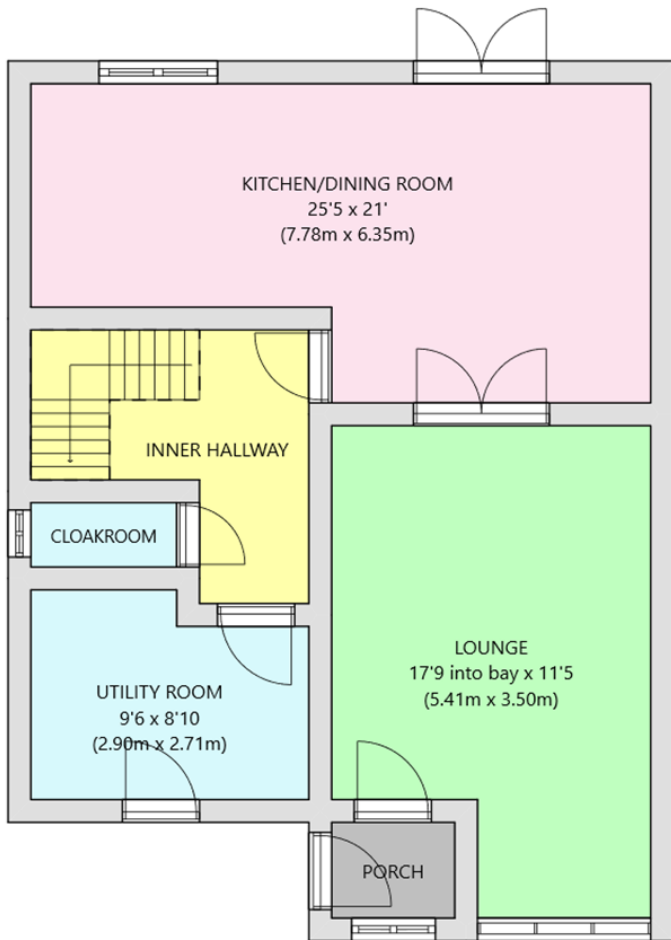 KITCHEN/DINING ROOM
25'5 x 21'
(7.78m x 6.35m)
INNER HALLWAY
CLOAKROOM
LOUNGE
17'9 into bay x 11'5
(5.41m x 3.50m)
UTILITY ROOM
9'6 x 8'10
(2.90m x 2.71m)
PORCH